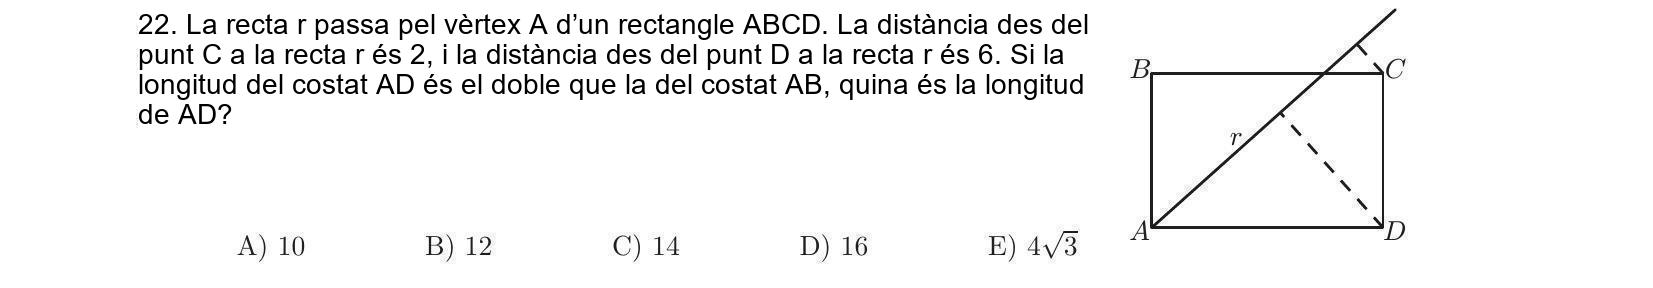 22. La recta r passa pel vèrtex A d’un rectangle ABCD. La distància des del
punt C a la recta r és 2, i la distància des del punt D a la recta r és 6. Si la
longitud del costat AD és el doble que la del costat AB, quina és la longitud
de AD?
A) 10 B) 12 C) 14 D) 16 E) 4√3
B C
r
A D